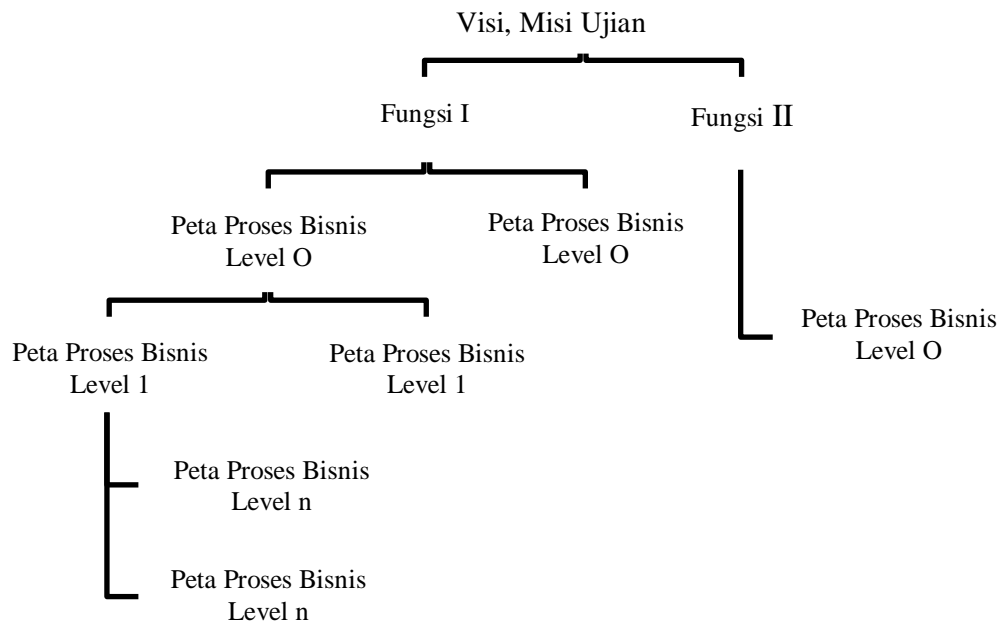 Visi, Misi Ujian
Fungsi I
Fungsi II
Peta Proses Bisnis
Level O
Peta Proses Bisnis
Level O
Peta Proses Bisnis
Level O
Peta Proses Bisnis
Level 1
Peta Proses Bisnis
Level 1
Peta Proses Bisnis
Level n
Peta Proses Bisnis
Level n